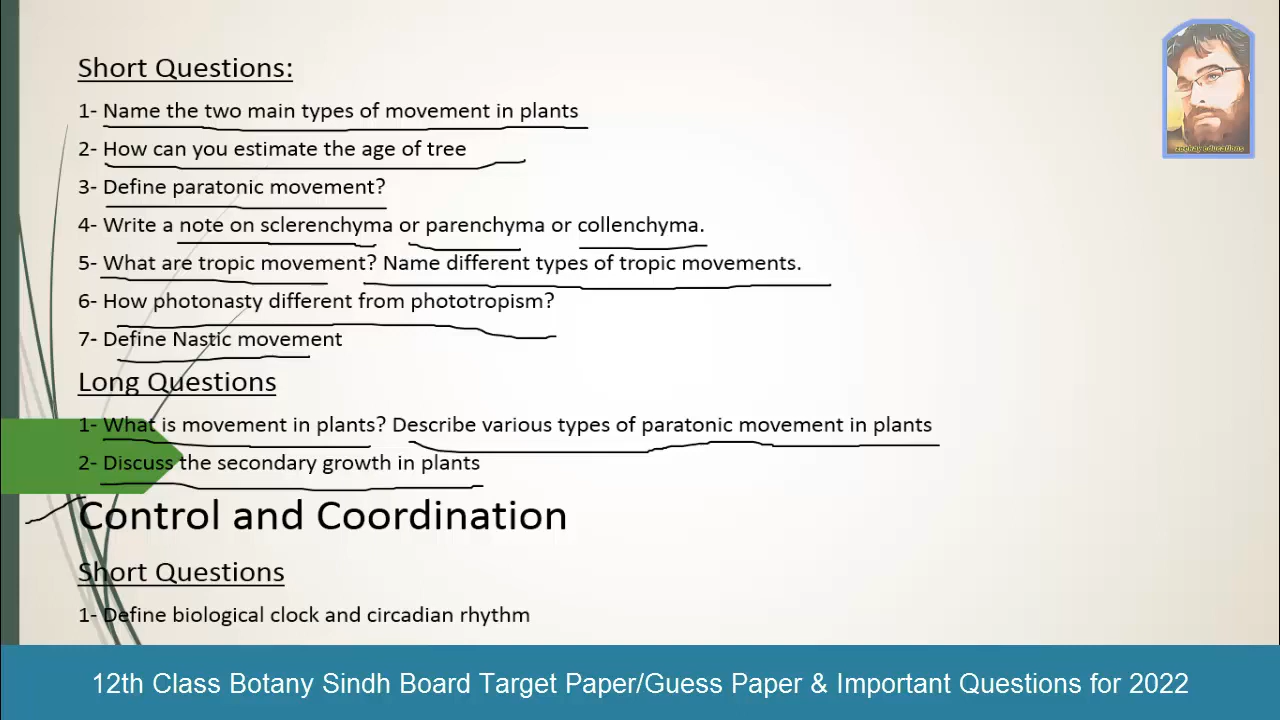 Short Questions:
1- Name the two main types of movement in plants
2- How can you estimate the age of tree
3- Define paratonic movement?
4- Write a note on sclerenchyma or parenchyma or collenchyma.
5- What are tropic movement? Name different types of tropic movements.
6- How photonasty different from phototropism?
7- Define Nastic movement
Long Questions
1- What is movement in plants? Describe various types of paratonic movement in plants
2- Discuss the secondary growth in plants
Control and Coordination
Short Questions
1- Define biological clock and circadian rhythm
12th Class Botany Sindh Board Target Paper/Guess Paper & Important Questions for 2022